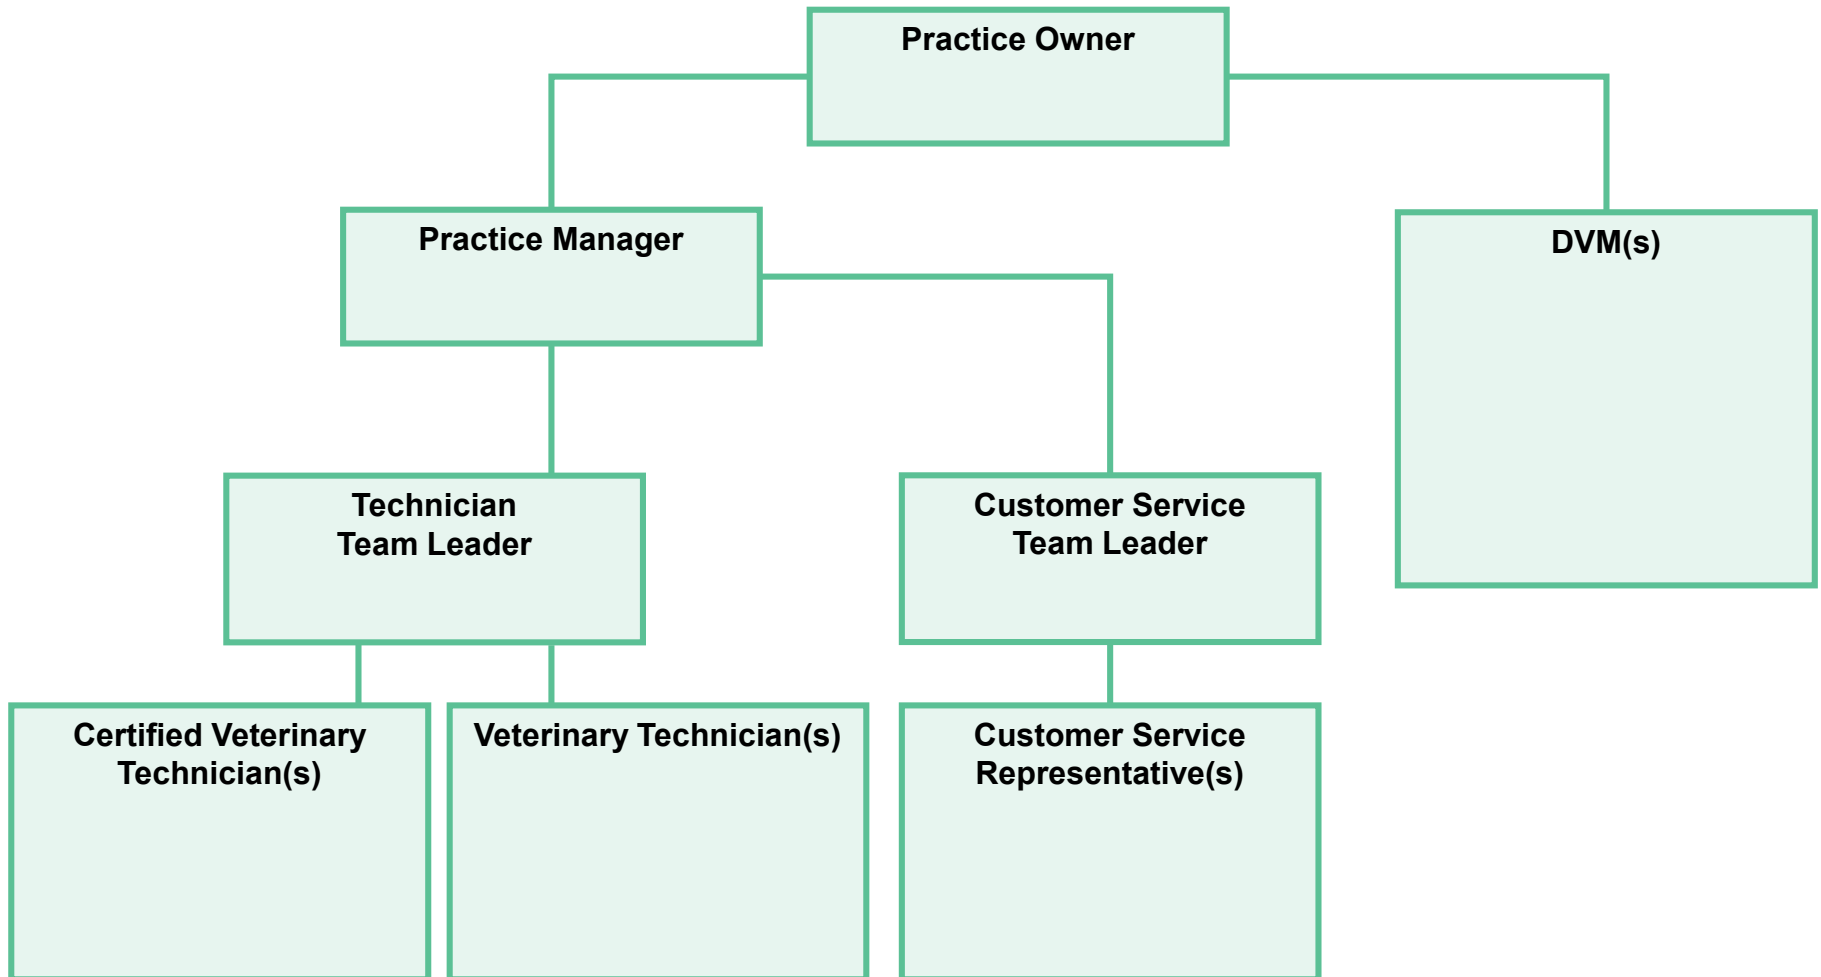 Practice Owner
Practice Manager
DVM(s)
Technician
Team Leader
Customer Service
Team Leader
Certified Veterinary
Technician(s)
Veterinary Technician(s)
Customer Service
Representative(s)